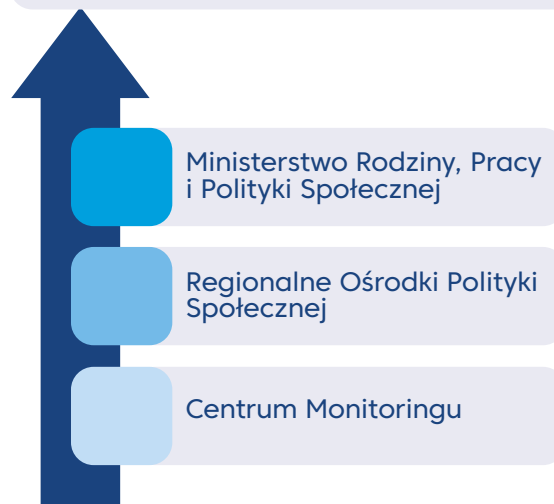 Ministerstwo Rodziny, Pracy
i Polityki Społecznej
Regionalne Ośrodki Polityki
Społecznej
Centrum Monitoringu